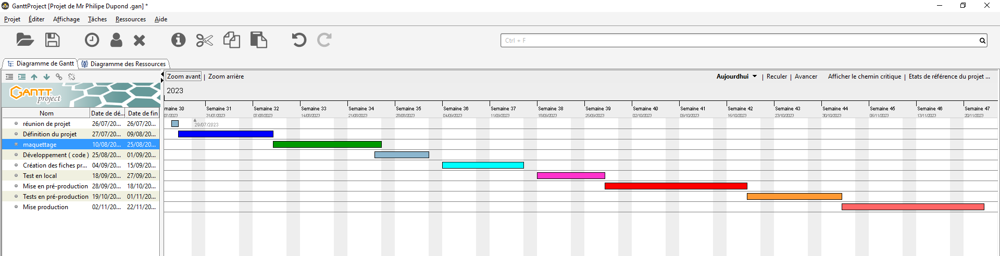 GanttProject [Projet de Mr Philipe Dupond .gan] *
Projet Éditer Affichage Tâches Ressources Aide
Ctrl + F
Diagramme de Gantt Diagramme des Ressources
Zoom avant | Zoom arrière Aujourdhui | Reculer | Avancer Afficher le chemin critique | Etats de référence du projet ...
GANTT project
2023
Nom Date de dé... Date de fin
maine 30 Semaine 31 Semaine 32 Semaine 33 Semaine 34 Semaine 35 Semaine 36 Semaine 37 Semaine 38 Semaine 39 Semaine 40 Semaine 41 Semaine 42 Semaine 43 Semaine 44 Semaine 45 Semaine 46 Semaine 47
07/2023 31/07/2023 07/08/2023 14/08/2023 21/08/2023 28/08/2023 04/09/2023 11/09/2023 18/09/2023 25/09/2023 02/10/2023 09/10/2023 16/10/2023 23/10/2023 30/10/2023 06/11/2023 13/11/2023 20/11/2023
réunion de projet 26/07/20... 26/07/20...
29/07/2023
Définition du projet 27/07/20... 09/08/20...
maquettage 10/08/20... 25/08/20...
Développement ( code ) 25/08/20... 01/09/20...
Création des fiches pr... 04/09/20... 15/09/20...
Test en local 18/09/20... 27/09/20...
Mise en pré-production 28/09/20... 18/10/20...
Tests en pré-production 19/10/20... 01/11/20...
Mise production 02/11/20... 22/11/20...